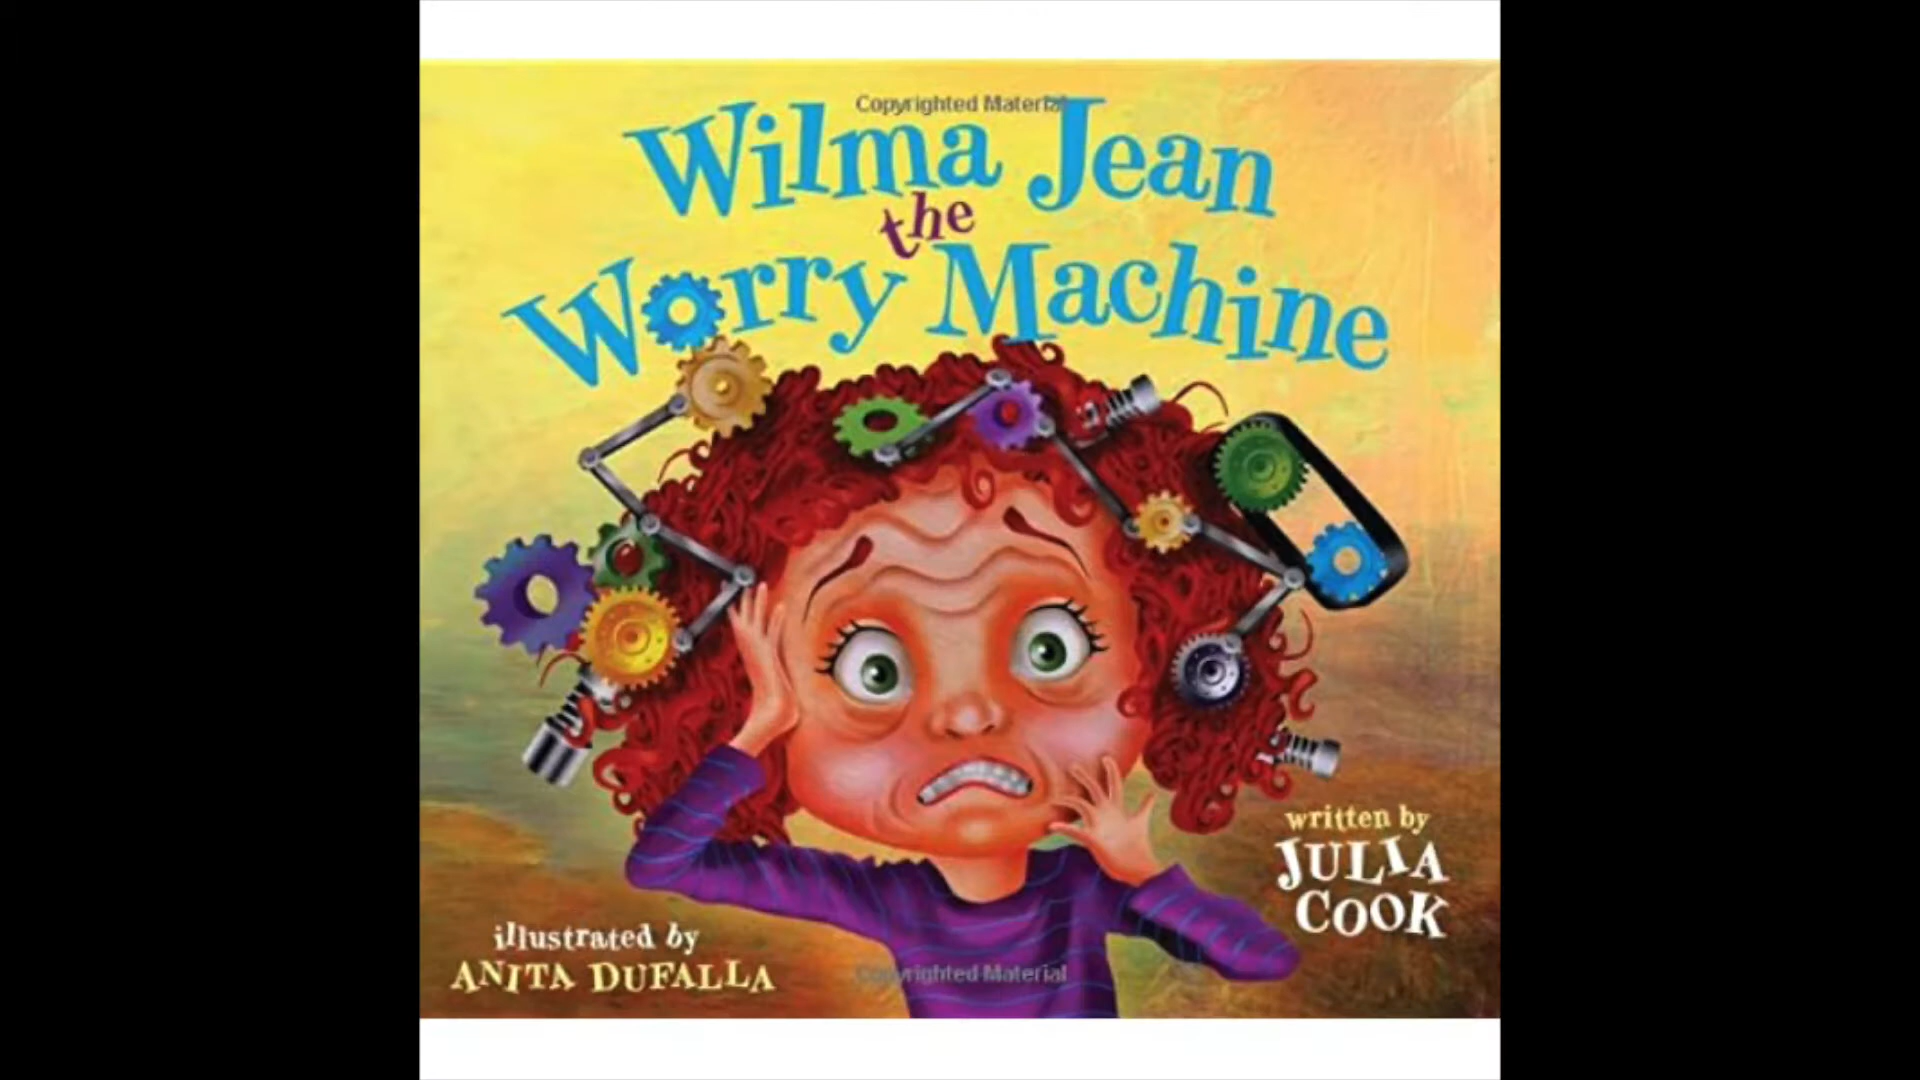 Copyrighted Material
Wilma Jean
the
Worry Machine
written by
JULIA
COOK
illustrated by
ANITA DUFALLA
Copyrighted Material